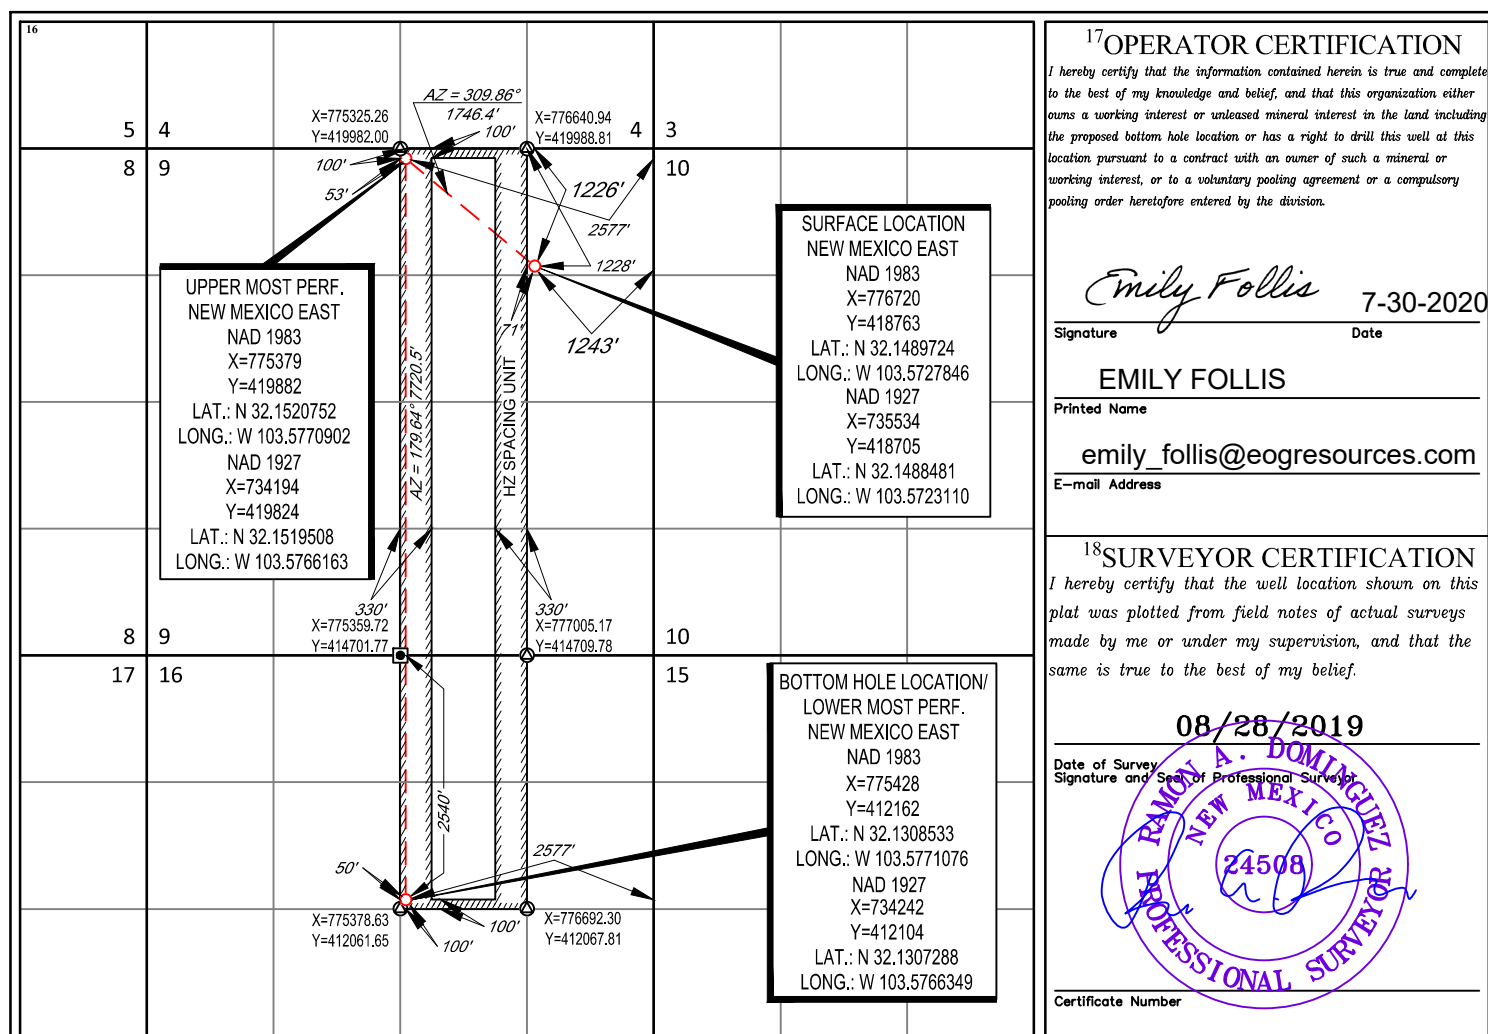 16
5 4
4 3
8 9
10
8 9
10
17 16
15
AZ = 309.86°
1746.4'
X=775325.26
Y=419982.00
100'
X=776640.94
Y=419988.81
100'
53'
1226'
2577'
1228'
71'
1243'
UPPER MOST PERF.
NEW MEXICO EAST
NAD 1983
X=775379
Y=419882
LAT.: N 32.1520752
LONG.: W 103.5770902
NAD 1927
X=734194
Y=419824
LAT.: N 32.1519508
LONG.: W 103.5766163
SURFACE LOCATION
NEW MEXICO EAST
NAD 1983
X=776720
Y=418763
LAT.: N 32.1489724
LONG.: W 103.5727846
NAD 1927
X=735534
Y=418705
LAT.: N 32.1488481
LONG.: W 103.5723110
AZ = 179.64° 7720.5'
HZ SPACING UNIT
330'
330'
X=775359.72
Y=414701.77
X=777005.17
Y=414709.78
BOTTOM HOLE LOCATION/
LOWER MOST PERF.
NEW MEXICO EAST
NAD 1983
X=775428
Y=412162
LAT.: N 32.1308533
LONG.: W 103.5771076
NAD 1927
X=734242
Y=412104
LAT.: N 32.1307288
LONG.: W 103.5766349
2540'
2577'
50'
X=775378.63
Y=412061.65
100'
100'
X=776692.30
Y=412067.81
17 OPERATOR CERTIFICATION
I hereby certify that the information contained herein is true and complete
to the best of my knowledge and belief, and that this organization either
owns a working interest or unleased mineral interest in the land including
the proposed bottom hole location or has a right to drill this well at this
location pursuant to a contract with an owner of such a mineral or
working interest, or to a voluntary pooling agreement or a compulsory
pooling order heretofore entered by the division.
Emily Follis 7-30-2020
Signature Date
EMILY FOLLIS
Printed Name
emily_follis@eogresources.com
E-mail Address
18 SURVEYOR CERTIFICATION
I hereby certify that the well location shown on this
plat was plotted from field notes of actual surveys
made by me or under my supervision, and that the
same is true to the best of my belief.
08/28/2019
Date of Survey
Signature and Seal of Professional Surveyor
RAMON A. DOMINGUEZ
NEW MEXICO
24508
PROFESSIONAL SURVEYOR
Certificate Number